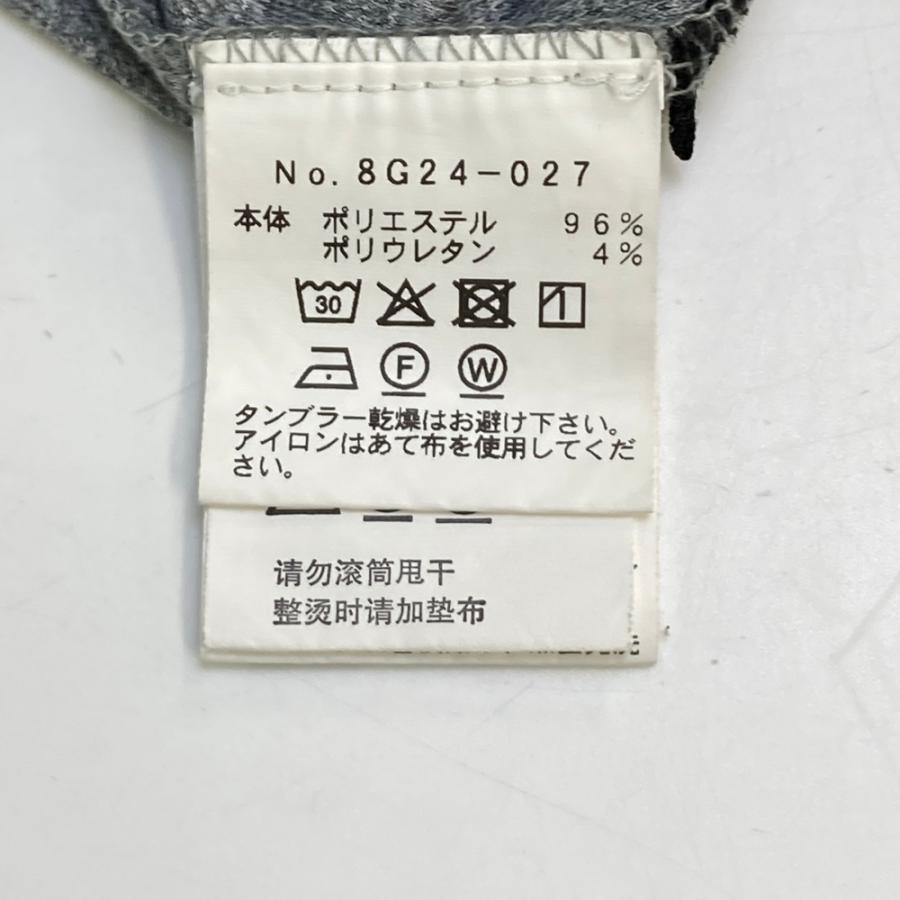 No. 8G24-027
本体 ポリエステル 96%
ポリウレタン 4%
30
F W
タンブラー乾燥はお避け下さい。
アイロンはあて布を使用してくだ
さい。
请勿滚筒甩干
整烫时请加垫布